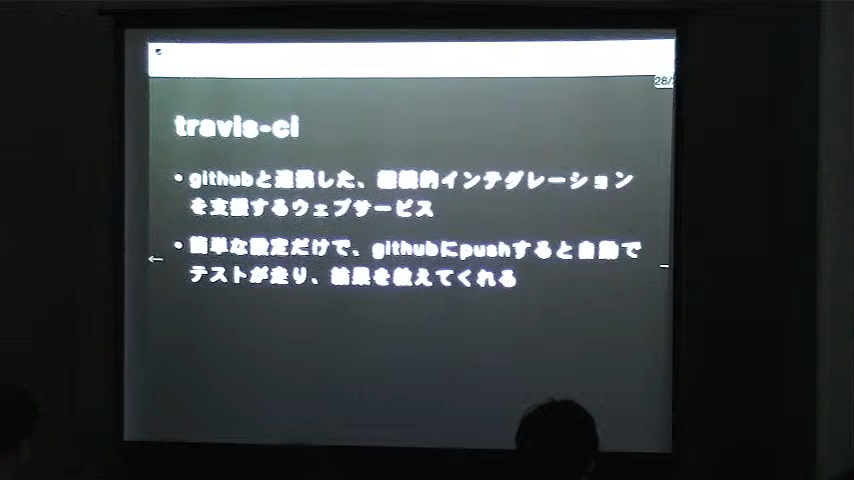 28/
travis-ci
• githubと連携した、継続的インテグレーション
を支援するウェブサービス
• 簡単な設定だけで、githubにpushすると自動で
テストが走り、結果を教えてくれる
←